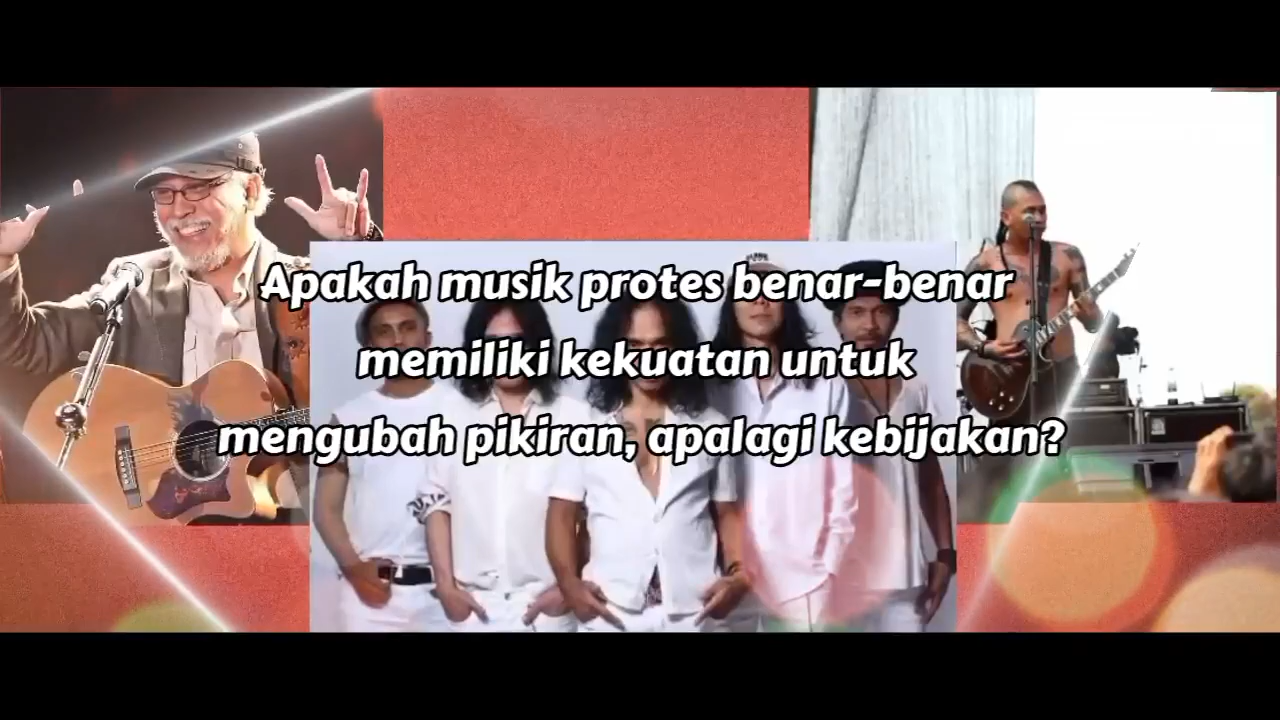 Apakah musik protes benar-benar
memiliki kekuatan untuk
mengubah pikiran, apalagi kebijakan?